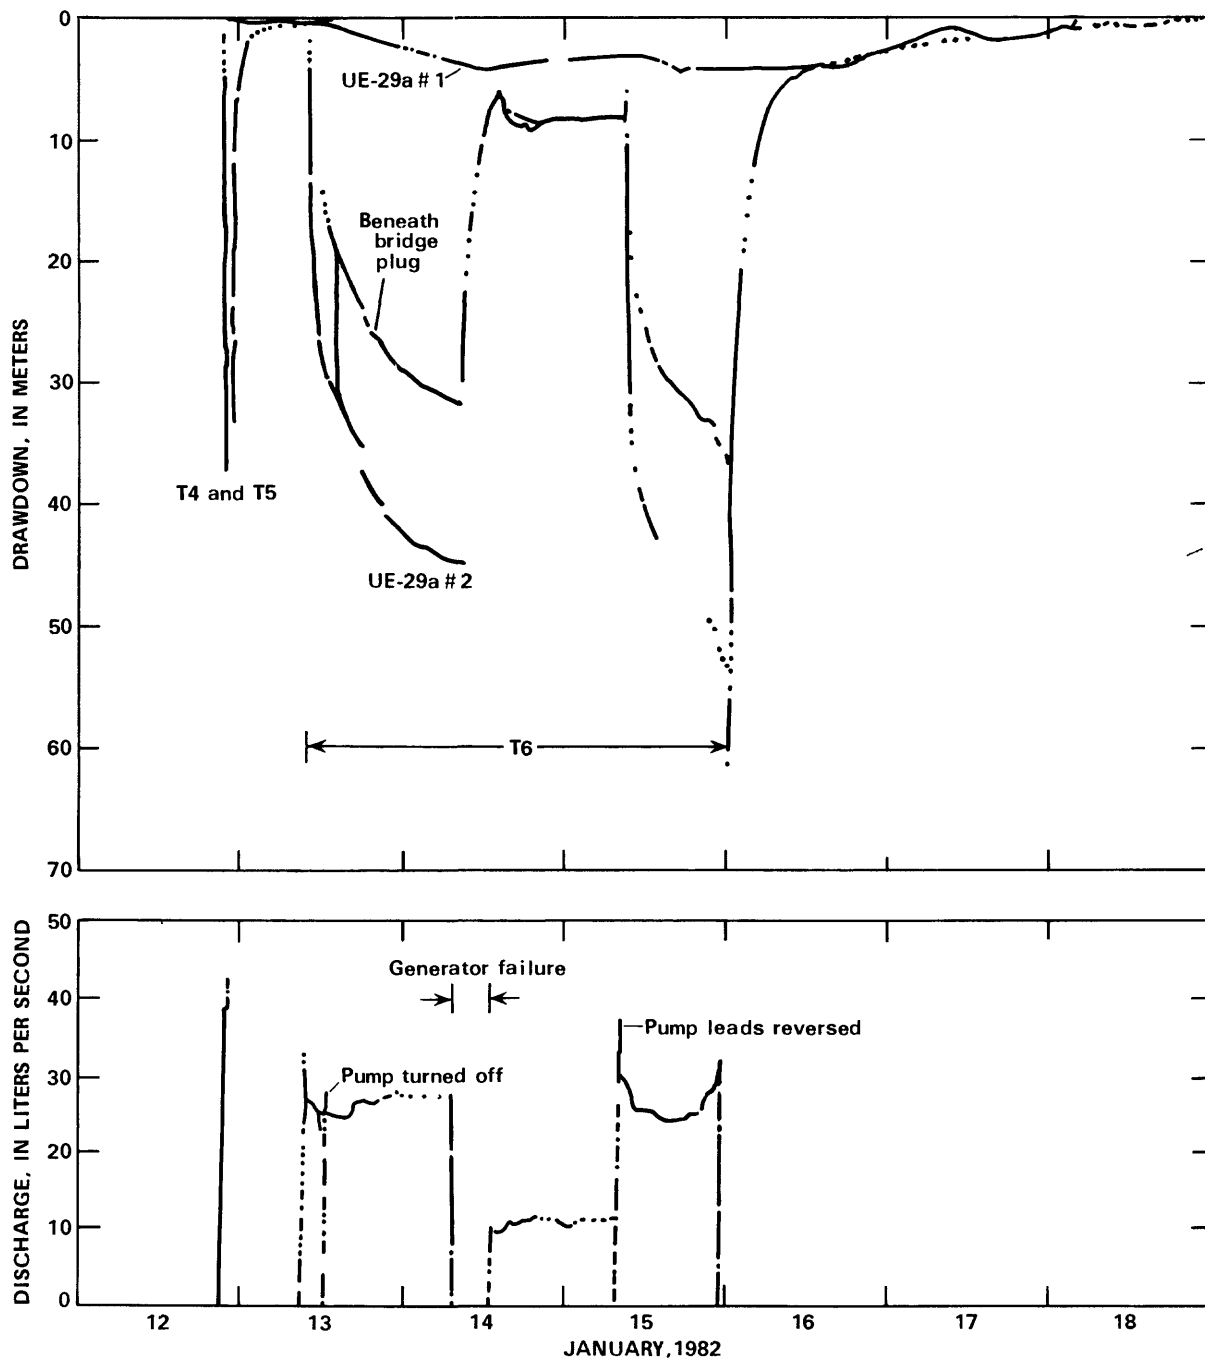 0
10
20
30
40
50
60
70
DRAWDOWN, IN METERS
UE-29a # 1
Beneath
bridge
plug
T4 and T5
UE-29a # 2
T6
50
40
30
20
10
0
DISCHARGE, IN LITERS PER SECOND
Generator failure
Pump leads reversed
Pump turned off
12
13
14
15
16
17
18
JANUARY, 1982